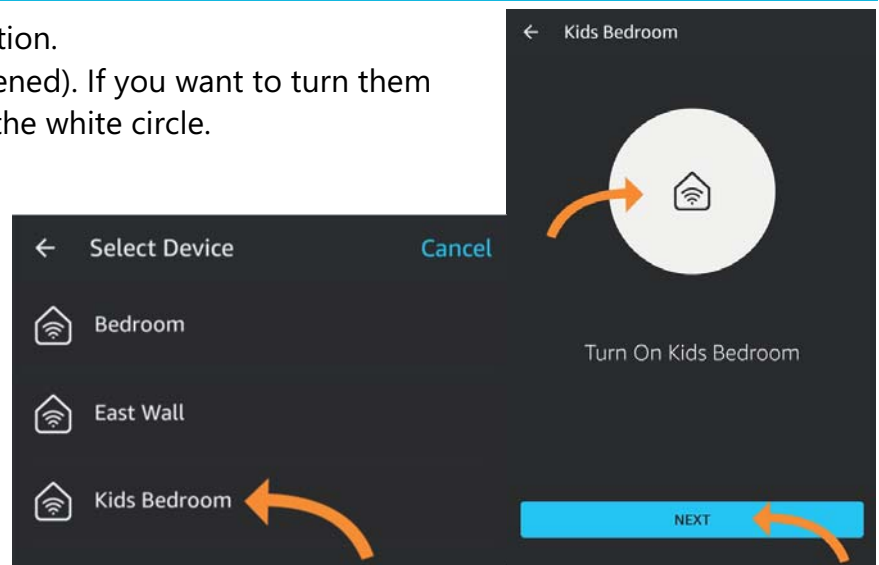 tion.
ened). If you want to turn them
the white circle.
← Select Device Cancel
Bedroom
East Wall
Kids Bedroom
← Kids Bedroom
Turn On Kids Bedroom
NEXT